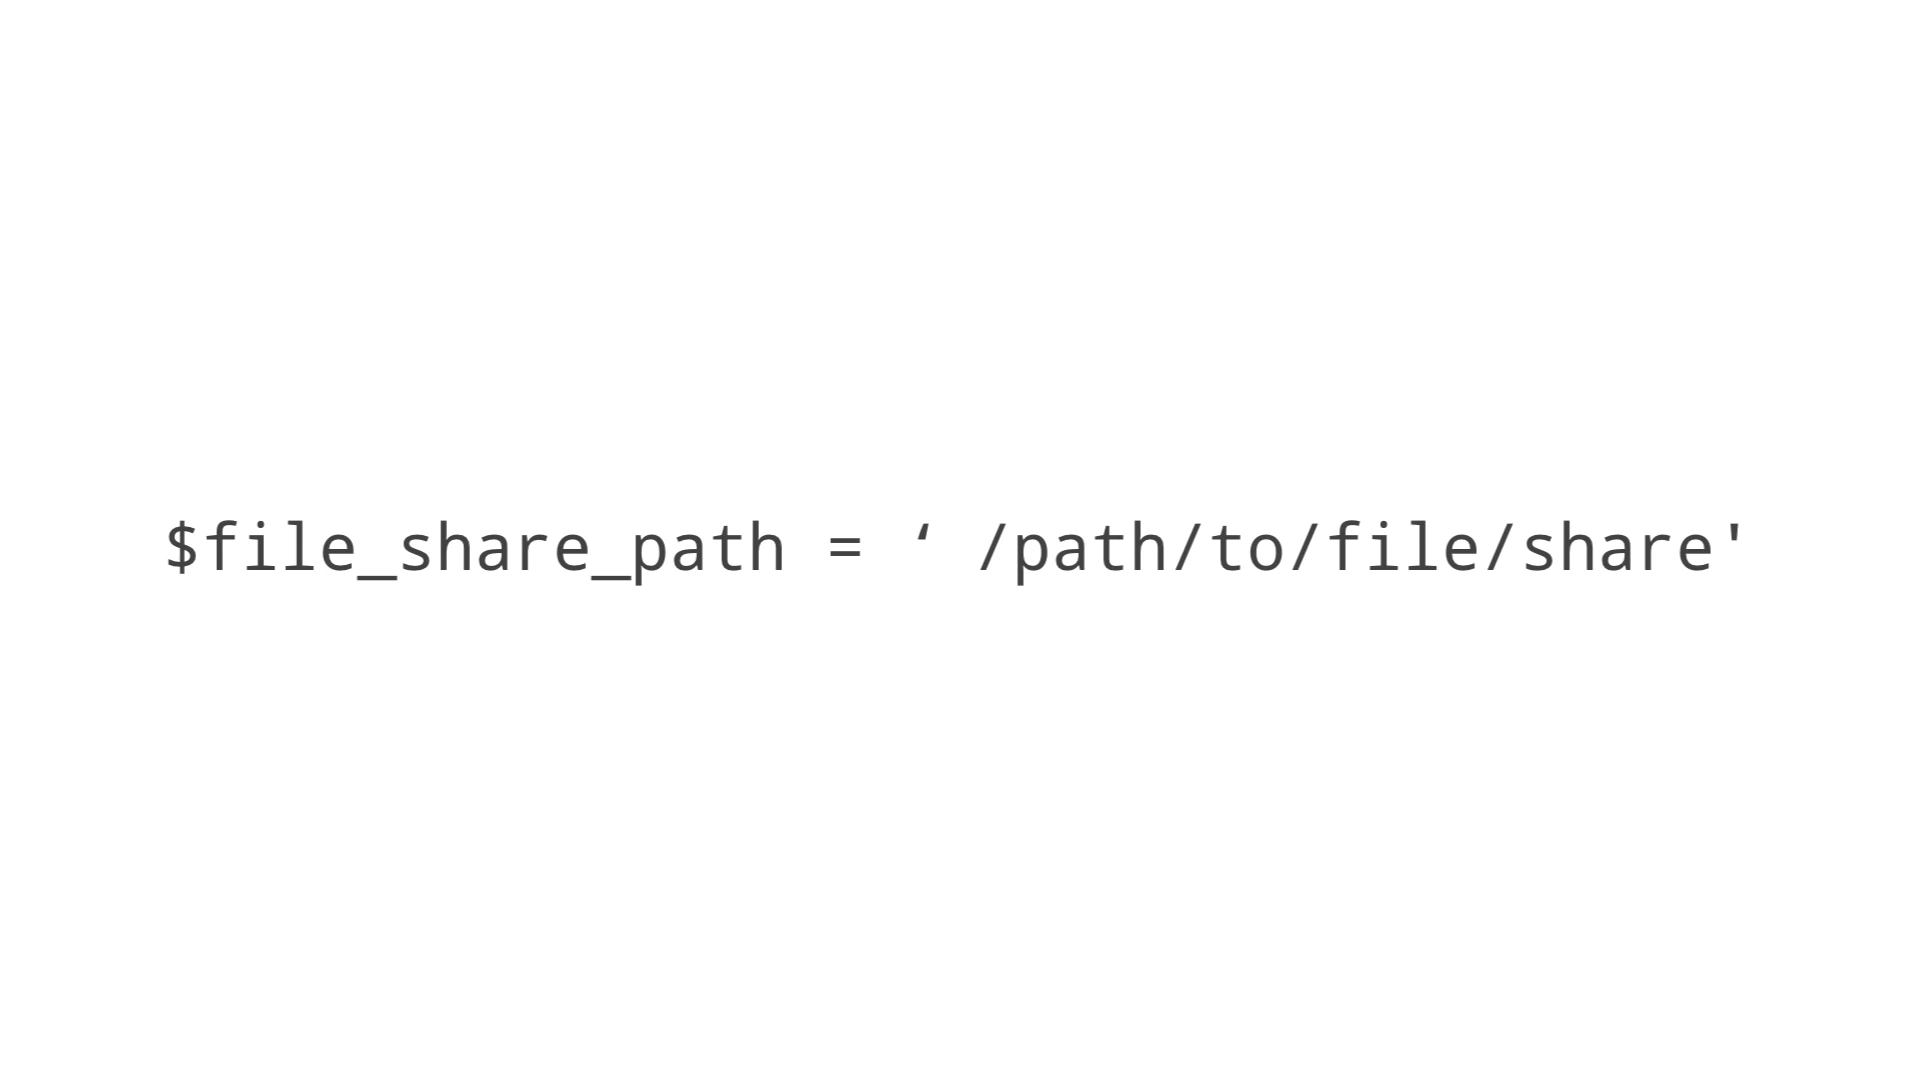 $file_share_path = ‘ /path/to/file/share'